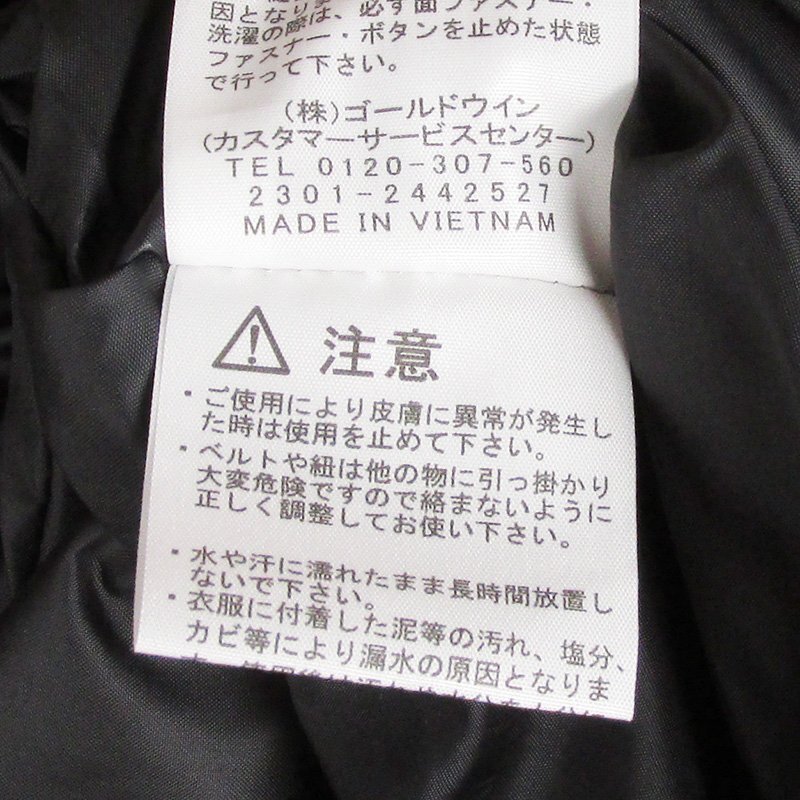 因となりま
洗濯の際は、必ず面ファスナー・
ファスナー・ボタンを止めた状態
で行って下さい。
(株)ゴールドウイン
(カスタマーサービスセンター)
TEL 0120-307-560
2301-2442527
MADE IN VIETNAM
注意
・ご使用により皮膚に異常が発生し
た時は使用を止めて下さい。
・ベルトや紐は他の物に引っ掛かり
大変危険ですので絡まないように
正しく調整してお使い下さい。
・水や汗に濡れたまま長時間放置し
ないで下さい。
・衣服に付着した泥等の汚れ、塩分、
カビ等により漏水の原因となりま